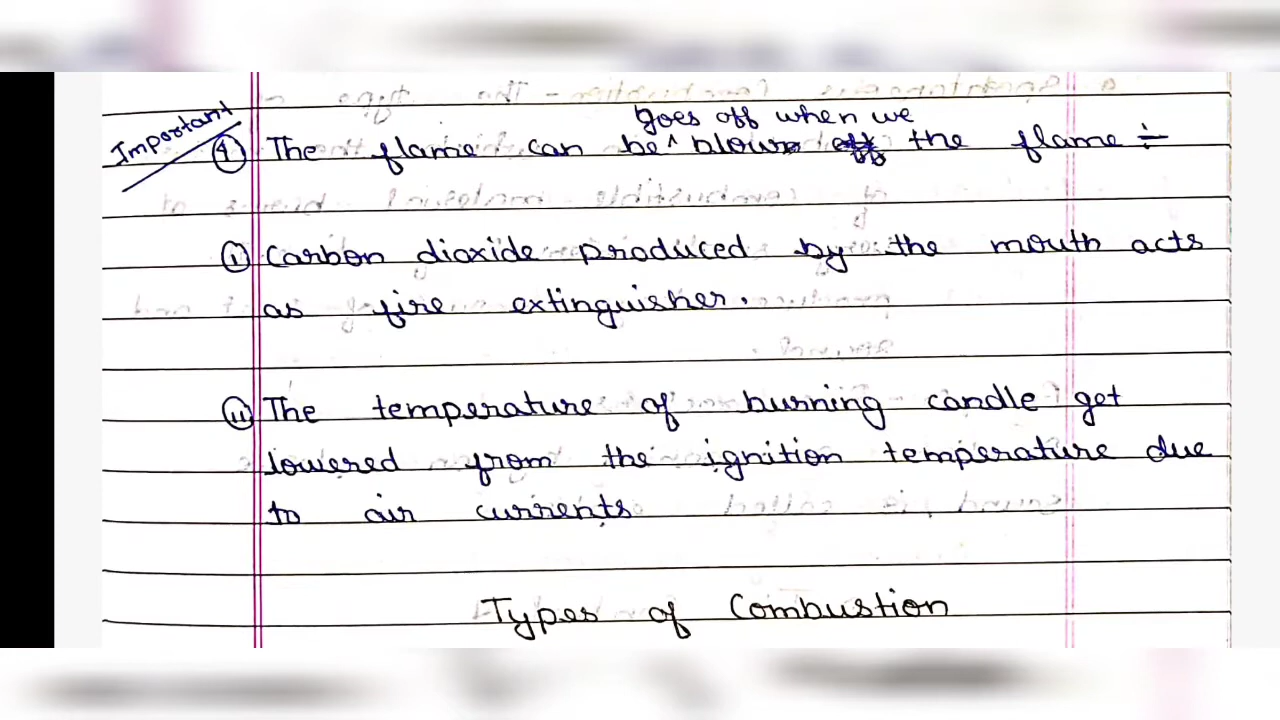 Important
goes off when we
④ The flame can be ^ blown the flame ÷
① Carbon dioxide produced by the mouth acts
as fire extinguisher.
② The temperature of burning candle get
lowered from the ignition temperature due
to air currents
Types of Combustion